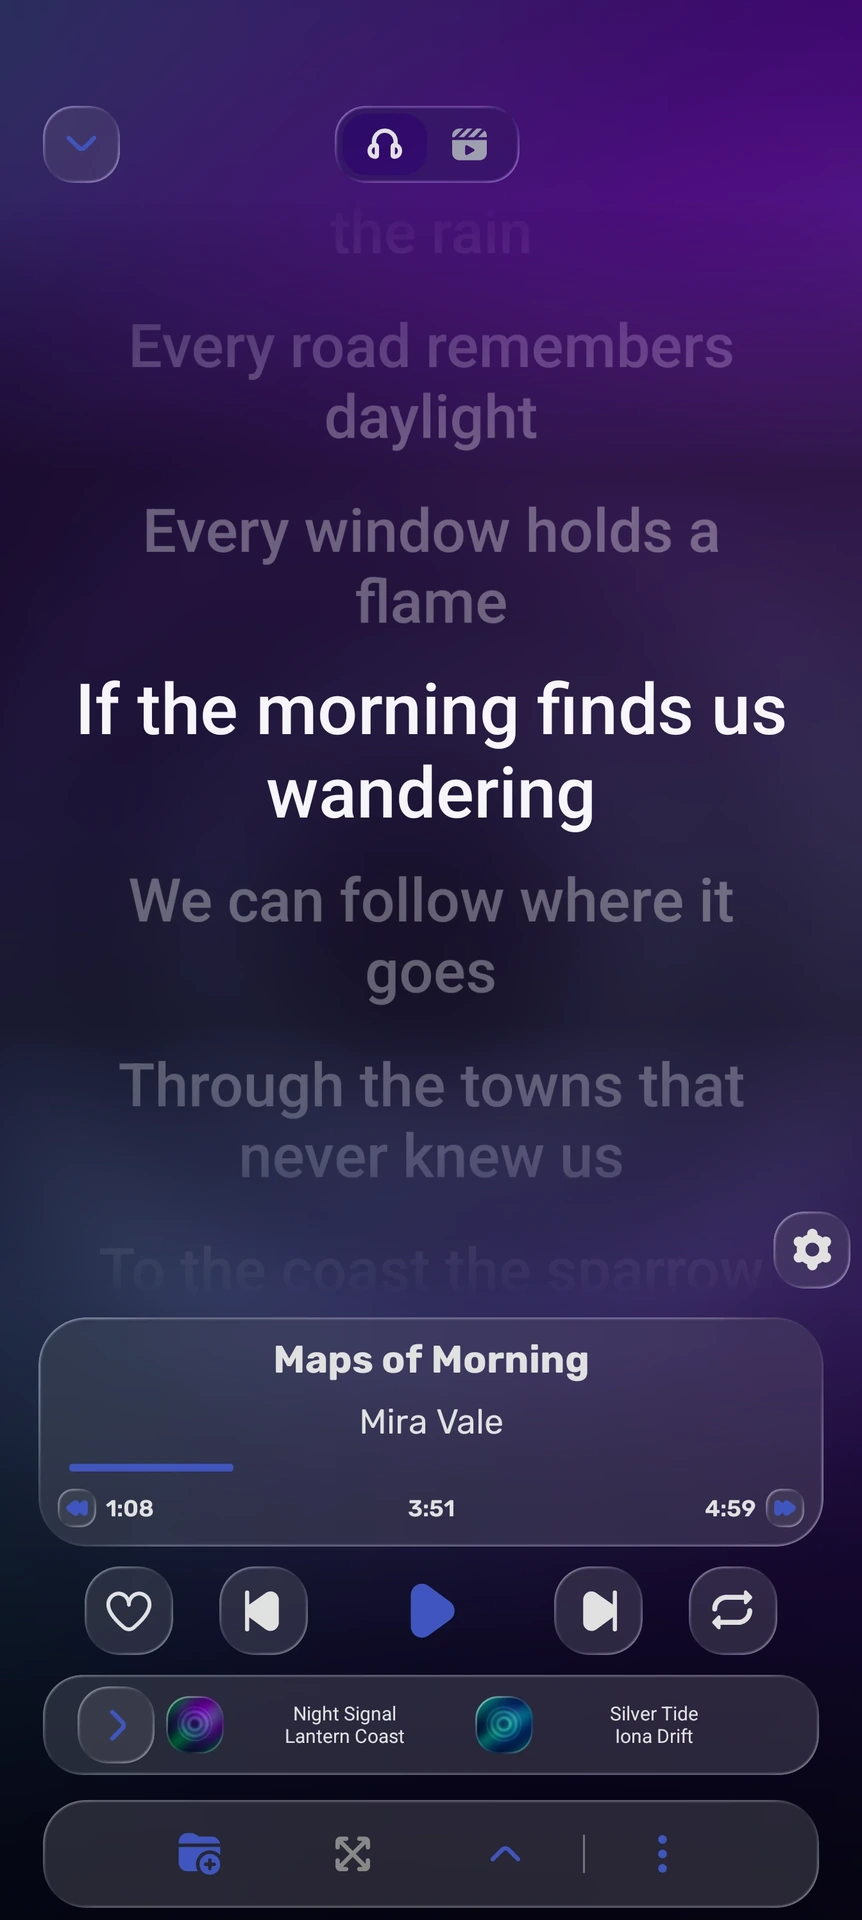 the rain
Every road remembers
daylight
Every window holds a
flame
If the morning finds us
wandering
We can follow where it
goes
Through the towns that
never knew us
To the coast the sparrow
Maps of Morning
Mira Vale
1:08 3:51 4:59
Night Signal Silver Tide
Lantern Coast Iona Drift